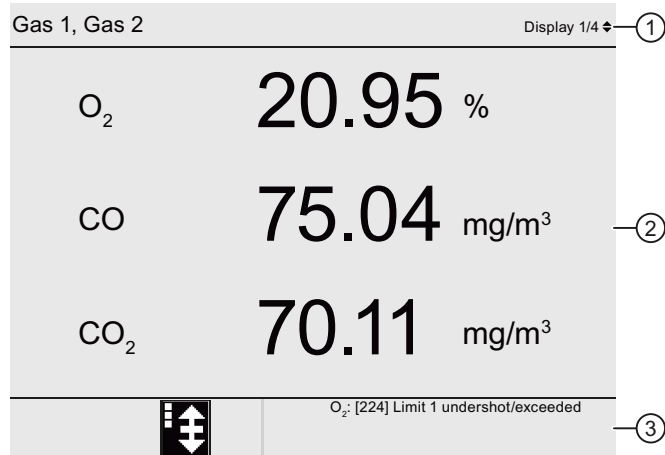 Gas 1, Gas 2
Display 1/4
1
O₂ 20.95 %
CO 75.04 mg/m³
2
CO₂ 70.11 mg/m³
O₂: [224] Limit 1 undershot/exceeded
3